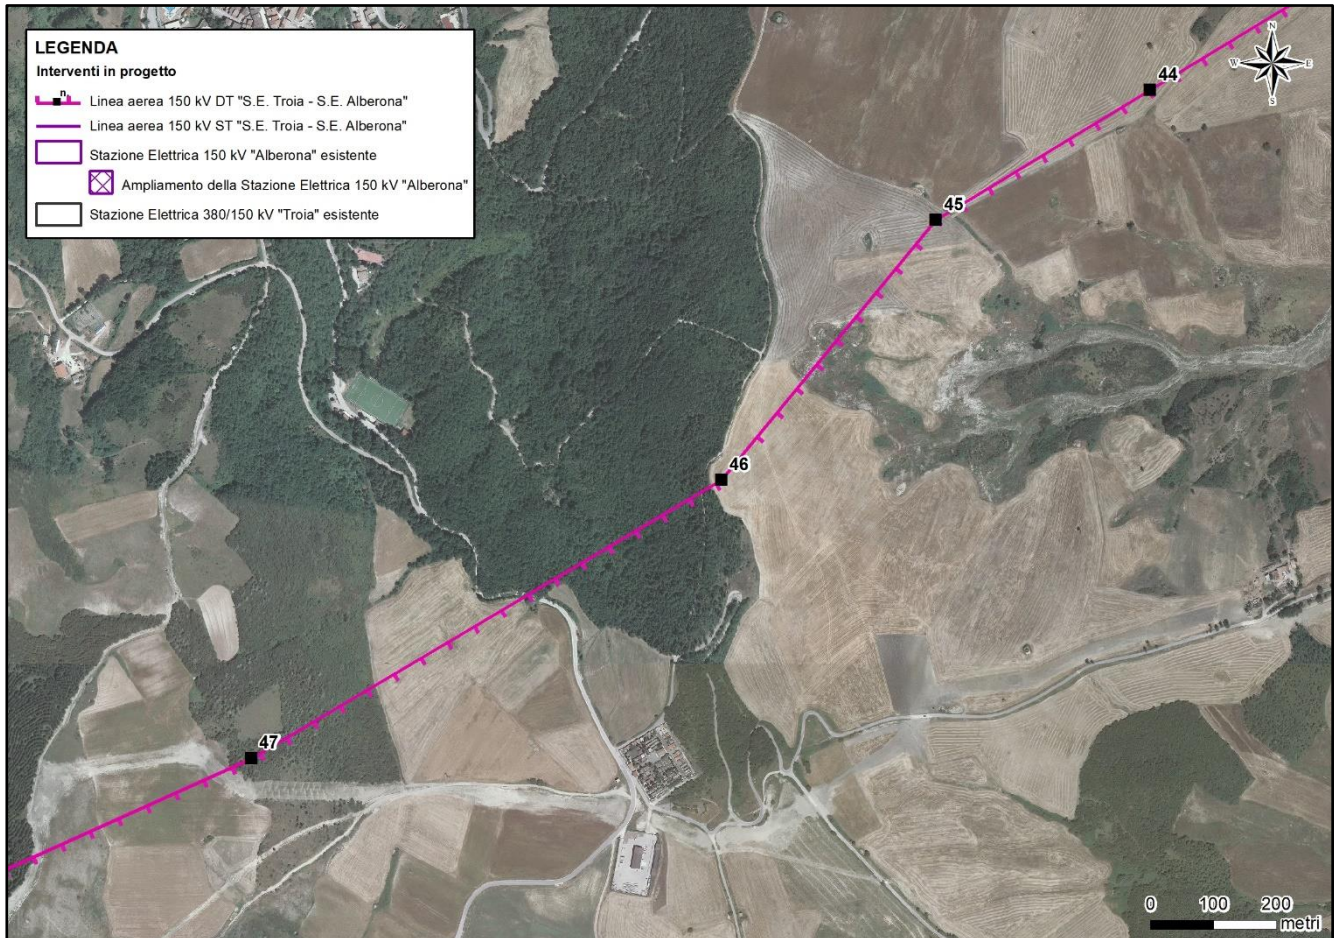 LEGENDA
Interventi in progetto
n
Linea aerea 150 kV DT "S.E. Troia - S.E. Alberona"
Linea aerea 150 kV ST "S.E. Troia - S.E. Alberona"
Stazione Elettrica 150 kV "Alberona" esistente
Ampliamento della Stazione Elettrica 150 kV "Alberona"
Stazione Elettrica 380/150 kV "Troia" esistente
N
W E
S
44
45
46
47
0 100 200
metri